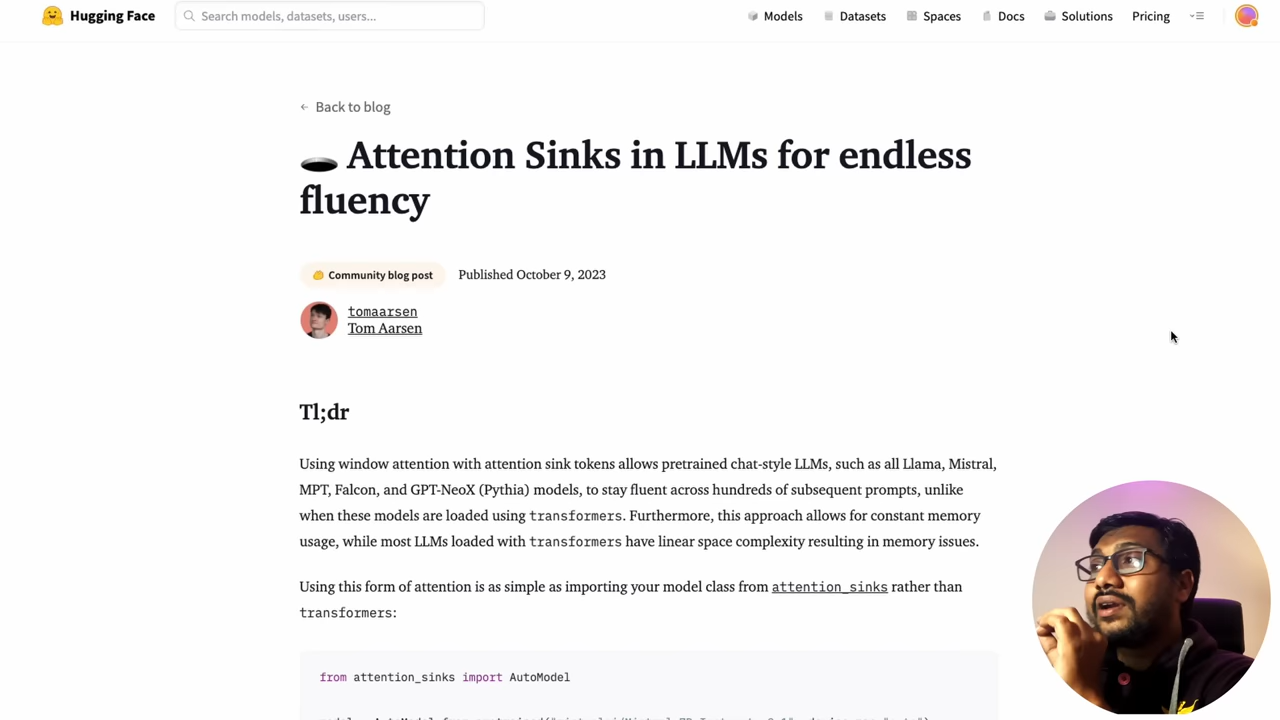 Hugging Face
Search models, datasets, users...
Models
Datasets
Spaces
Docs
Solutions
Pricing
Back to blog
Attention Sinks in LLMs for endless
fluency
Community blog post
Published October 9, 2023
tomaarsen
Tom Aarsen
Tl;dr
Using window attention with attention sink tokens allows pretrained chat-style LLMs, such as all Llama, Mistral,
MPT, Falcon, and GPT-NeoX (Pythia) models, to stay fluent across hundreds of subsequent prompts, unlike
when these models are loaded using transformers. Furthermore, this approach allows for constant memory
usage, while most LLMs loaded with transformers have linear space complexity resulting in memory issues.
Using this form of attention is as simple as importing your model class from attention_sinks rather than
transformers:
from attention_sinks import AutoModel